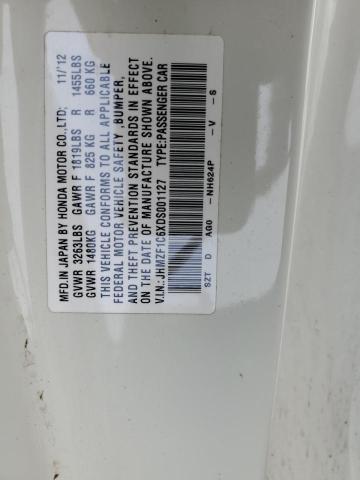 MFD.IN JAPAN BY HONDA MOTOR CO.,LTD; 11/'12
GVWR 3263LBS GAWR F 1819LBS R 1455LBS
GVWR 1480KG GAWR F 825 KG R 660 KG
THIS VEHICLE CONFORMS TO ALL APPLICABLE
FEDERAL MOTOR VEHICLE SAFETY ,BUMPER,
AND THEFT PREVENTION STANDARDS IN EFFECT
ON THE DATE OF MANUFACTURE SHOWN ABOVE.
V.I.N.: JHMZF1C6XDS001127 TYPE:PASSENGER CAR
SZT D AG0 -NH624P -V -S